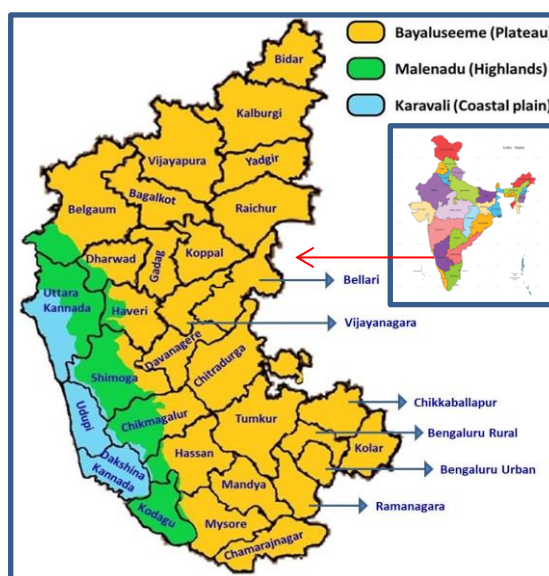 Bayaluseeme (Plateau)
Malenadu (Highlands)
Karavali (Coastal plain)
Bidar
Kalburgi
Vijayapura
Yadgir
Bagalkot
Belgaum
Raichur
Dharwad
Gadag
Koppal
Bellari
Uttara
Kannada
Haveri
Vijayanagara
Davanagere
Chitradurga
Shimoga
Chikkaballapur
Udupi
Chikmagalur
Tumkur
Bengaluru Rural
Kolar
Hassan
Bengaluru Urban
Dakshina
Kannada
Mandya
Ramanagara
Kodagu
Mysore
Chamarajnagar